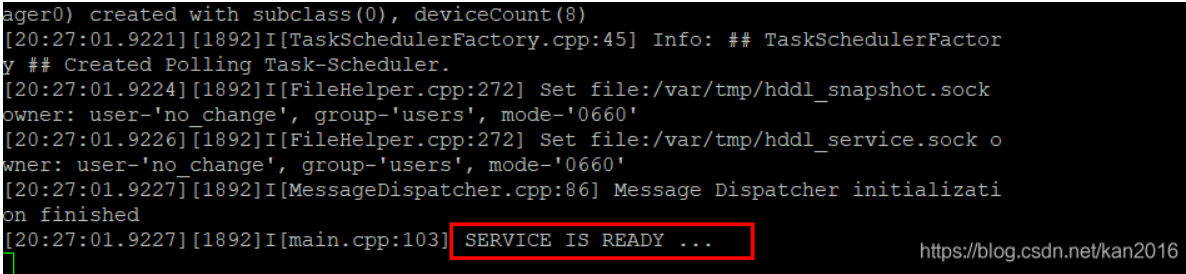 ager0) created with subclass(0), deviceCount(8)
[20:27:01.9221][1892]I[TaskSchedulerFactory.cpp:45] Info: ## TaskSchedulerFactor
y ## Created Polling Task-Scheduler.
[20:27:01.9224][1892]I[FileHelper.cpp:272] Set file:/var/tmp/hddl_snapshot.sock
owner: user-'no_change', group-'users', mode-'0660'
[20:27:01.9226][1892]I[FileHelper.cpp:272] Set file:/var/tmp/hddl_service.sock o
wner: user-'no_change', group-'users', mode-'0660'
[20:27:01.9227][1892]I[MessageDispatcher.cpp:86] Message Dispatcher initializati
on finished
[20:27:01.9227][1892]I[main.cpp:103] SERVICE IS READY ...
https://blog.csdn.net/kan2016